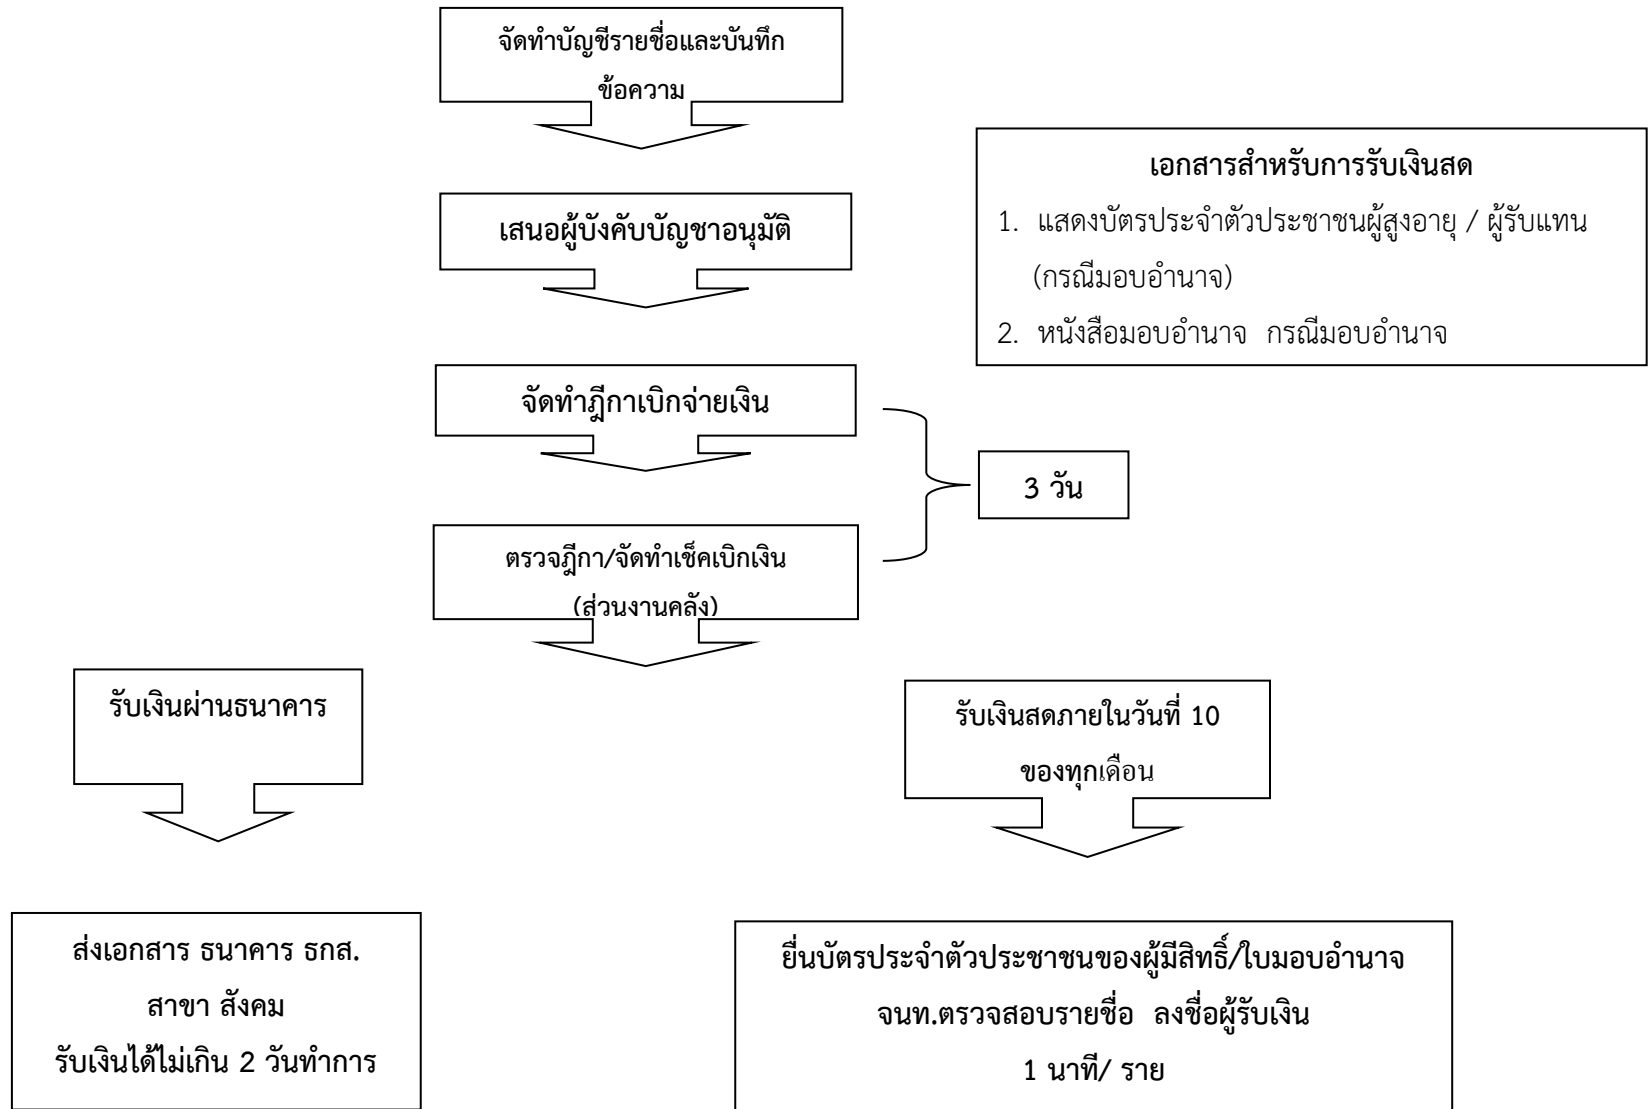 จัดทำบัญชีรายชื่อและบันทึก
ข้อความ
เสนอผู้บังคับบัญชาอนุมัติ
เอกสารสำหรับการรับเงินสด
1. แสดงบัตรประจำตัวประชาชนผู้สูงอายุ / ผู้รับแทน
(กรณีมอบอำนาจ)
2. หนังสือมอบอำนาจ กรณีมอบอำนาจ
จัดทำฎีกาเบิกจ่ายเงิน
3 วัน
ตรวจฎีกา/จัดทำเช็คเบิกเงิน
(ส่วนงานคลัง)
รับเงินผ่านธนาคาร
รับเงินสดภายในวันที่ 10
ของทุกเดือน
ส่งเอกสาร ธนาคาร ธกส.
สาขา สังคม
รับเงินได้ไม่เกิน 2 วันทำการ
ยื่นบัตรประจำตัวประชาชนของผู้มีสิทธิ์/ใบมอบอำนาจ
จนท.ตรวจสอบรายชื่อ ลงชื่อผู้รับเงิน
1 นาที/ ราย